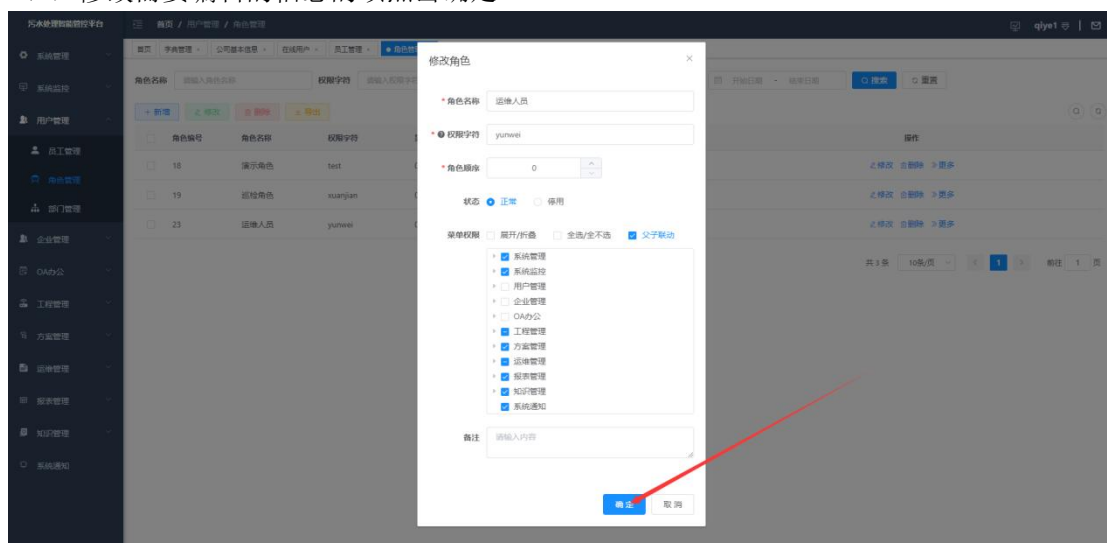 污水处理智能管控平台
首页 / 用户管理 / 角色管理
qiye1
首页 字典管理 × 公司基本信息 × 在线用户 × 员工管理 ×
系统管理
系统监控
用户管理
员工管理
角色管理
部门管理
企业管理
OA办公
工程管理
方案管理
运维管理
报表管理
知识管理
系统通知
角色名称 请输入角色名称 权限字符
开始日期 - 结束日期 搜索 重置
+ 新增 修改 删除 导出
角色编号 角色名称 权限字符 操作
18 演示角色 test 修改 删除 »更多
19 巡检角色 xuanjian 修改 删除 »更多
23 运维人员 yunwei 修改 删除 »更多
共 3 条 10条/页 < 1 > 前往 1 页
修改角色 ×
* 角色名称 运维人员
* 权限字符 yunwei
* 角色顺序 0
状态 正常 停用
菜单权限 展开/折叠 全选/全不选 父子联动
系统管理
系统监控
用户管理
企业管理
OA办公
工程管理
方案管理
运维管理
报表管理
知识管理
系统通知
备注 请输入内容
确 定 取 消